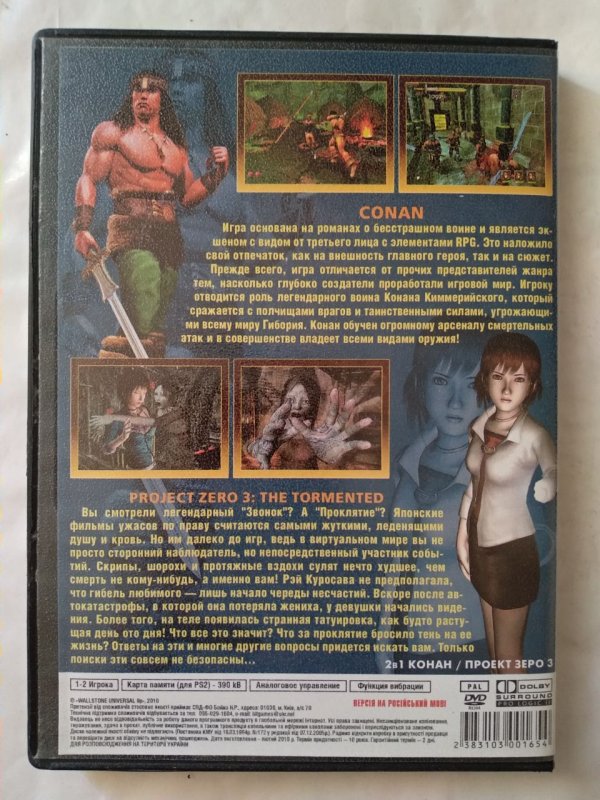 CONAN
Игра основана на романах о бесстрашном воине и является эк-
шеном с видом от третьего лица с элементами RPG. Это наложило
свой отпечаток, как на внешность главного героя, так и на сюжет.
Прежде всего, игра отличается от прочих представителей жанра
тем, насколько глубоко создатели проработали игровой мир. Игроку
отводится роль легендарного воина Конана Киммерийского, который
сражается с полчищами врагов и таинственными силами, угрожающи-
ми всему миру Гибория. Конан обучен огромному арсеналу смертельных
атак и в совершенстве владеет всеми видами оружия!
PROJECT ZERO 3: THE TORMENTED
Вы смотрели легендарный "Звонок"? А "Проклятие"? Японские
фильмы ужасов по праву считаются самыми жуткими, леденящими
душу и кровь. Но им далеко до игр, ведь в виртуальном мире вы не
просто сторонний наблюдатель, но непосредственный участник собы-
тий. Скрипы, шорохи и протяжные вздохи сулят нечто худшее, чем
смерть не кому-нибудь, а именно вам! Рэй Куросава не предполагала,
что гибель любимого — лишь начало череды несчастий. Вскоре после ав-
токатастрофы, в которой она потеряла жениха, у девушки начались виде-
ния. Более того, на теле появилась странная татуировка, как будто расту-
щая день ото дня! Что все это значит? Что за проклятие бросило тень на ее
жизнь? Ответы на эти и многие другие вопросы придется искать вам. Только
поиски эти совсем не безопасны...
2в1 КОНАН / ПРОЕКТ ЗЕРО 3
1-2 Игрока
Карта памяти (для PS2) - 390 kB
Аналоговое управление
Функция вибрации
PAL
DVD
ROM
DOLBY
SURROUND
PRO LOGIC II
«WALLSTONE UNIVERSAL llp», 2010
ВЕРСІЯ НА РОСІЙСЬКІЙ МОВІ
ДЛЯ РОЗПОВСЮДЖЕННЯ НА ТЕРИТОРІЇ УКРАЇНИ
2383103001654